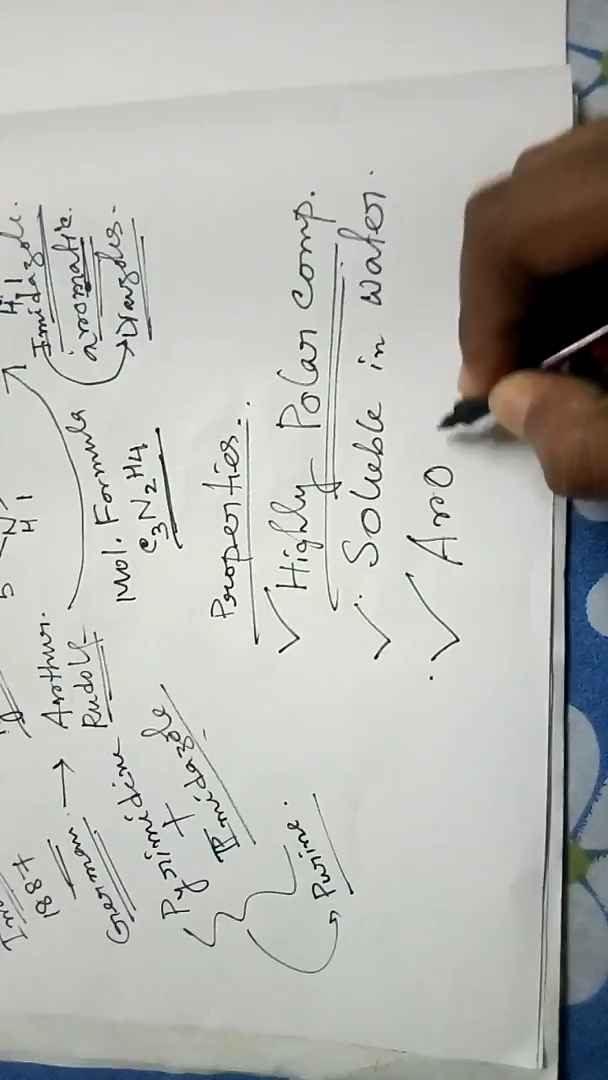 1887 →
German
Arthur
Rudolf
H
Imidazole.
aromatic.
Mol. Formula
C3N2H4
Pyrimidine
+
Imidazole
Purine.
Properties..
Highly Polar comp.
Soluble in water.
Aro